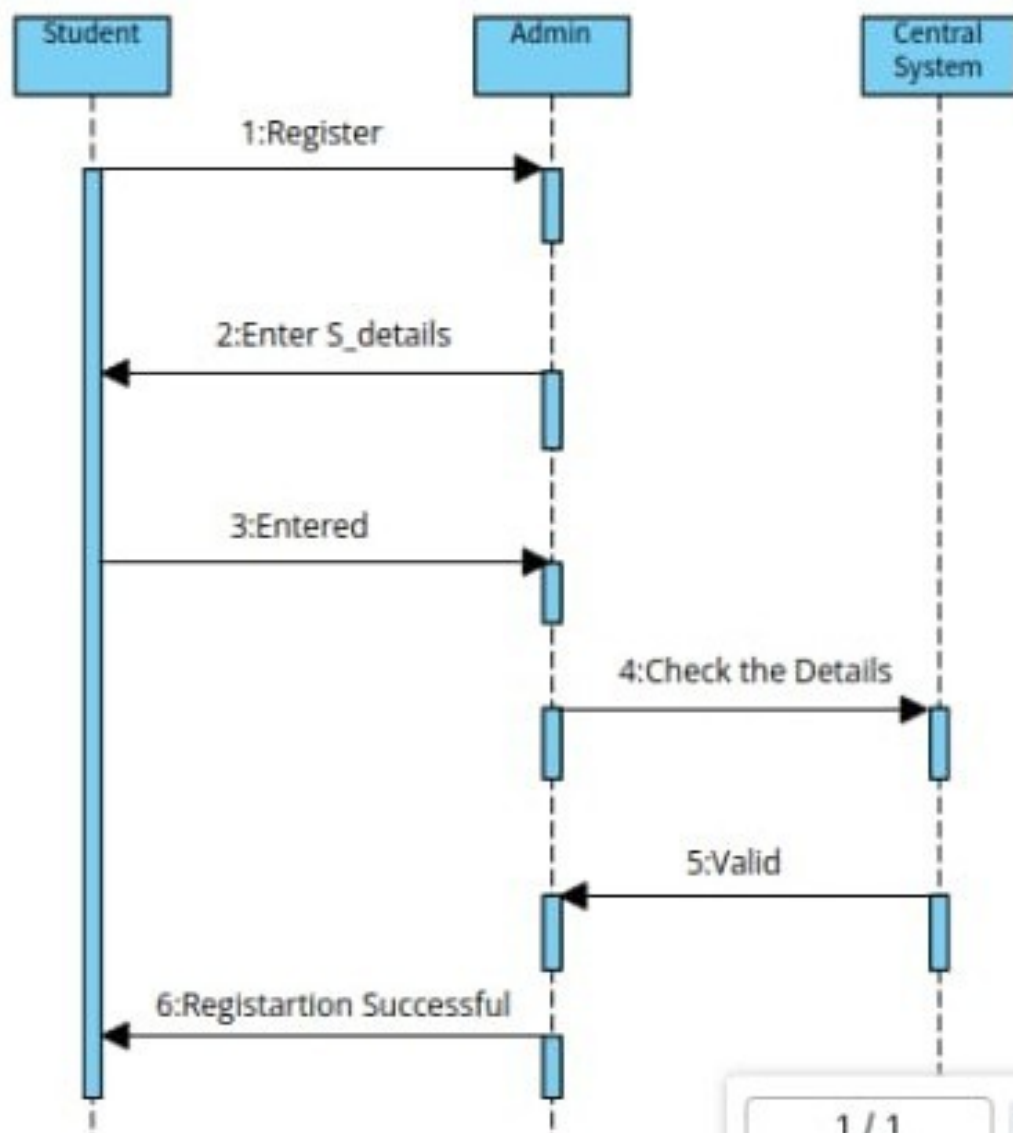 Student
Admin
Central
System
1:Register
2:Enter S_details
3:Entered
4:Check the Details
5:Valid
6:Registartion Successful
1 / 1